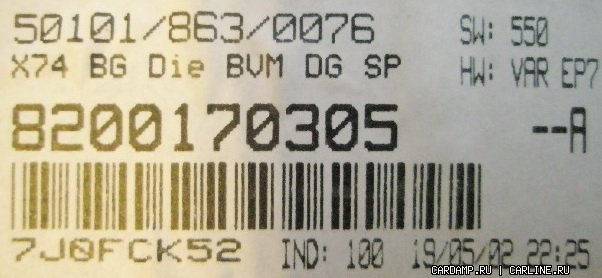 50101/863/0076 SW: 550
X74 BG Die BVM DG SP HW: VAR EP7
8200170305 --A
7J0FCK52 IND: 100 19/05/02 22:25
CARDAMP.RU | CARLINE.RU